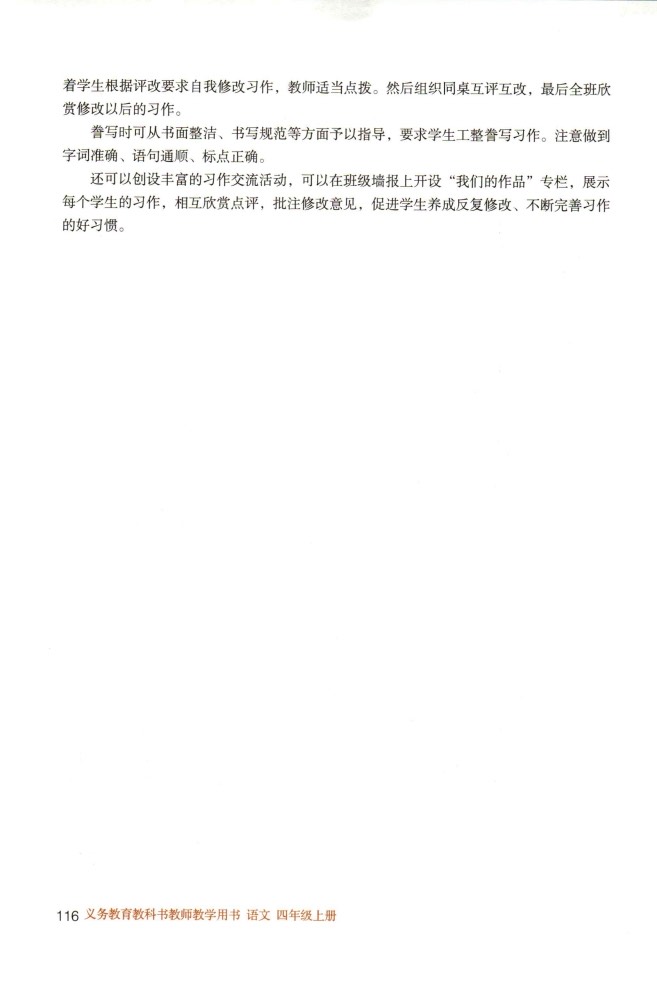 着学生根据评改要求自我修改习作，教师适当点拨。然后组织同桌互评互改，最后全班欣
赏修改以后的习作。
誊写时可从书面整洁、书写规范等方面予以指导，要求学生工整誊写习作。注意做到
字词准确、语句通顺、标点正确。
还可以创设丰富的习作交流活动，可以在班级墙报上开设“我们的作品”专栏，展示
每个学生的习作，相互欣赏点评，批注修改意见，促进学生养成反复修改、不断完善习作
的好习惯。
116 义务教育教科书教师教学用书 语文 四年级上册